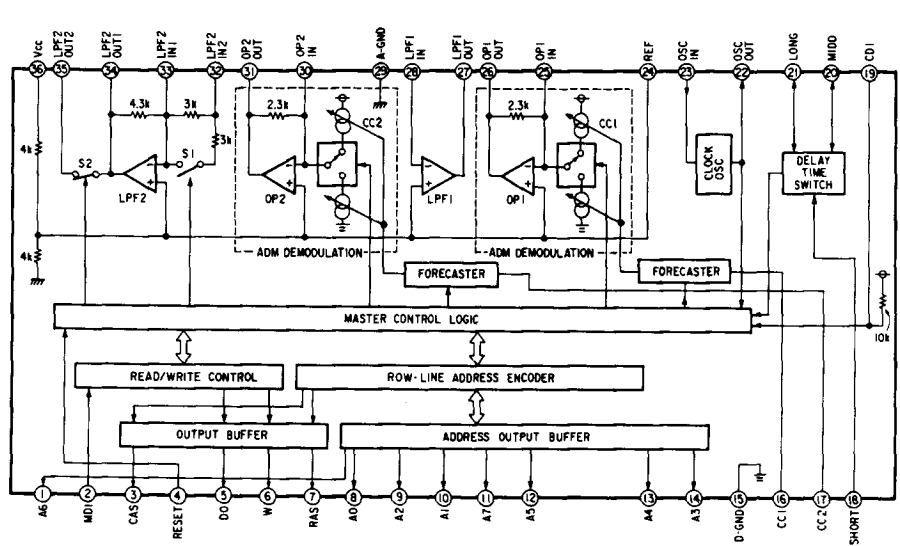 Vcc
LPF2 OUT2
LPF2 OUT1
LPF2 IN1
LPF2 IN2
OP2 OUT
OP2 IN
A-GND
LPF1 IN
LPF1 OUT
OP1 OUT
OP1 IN
REF
OSC IN
OSC OUT
LONG
MIDD
CD1
36 35 34 33 32 31 30 29 28 27 26 25 24 23 22 21 20 19
4.3k
3k
3k
2.3k
CC2
2.3k
CC1
4k
S2
S1
LPF2
OP2
LPF1
OP1
CLOCK OSC
DELAY
TIME
SWITCH
4k
ADM DEMODULATION
ADM DEMODULATION
FORECASTER
FORECASTER
MASTER CONTROL LOGIC
10k
READ/WRITE CONTROL
ROW-LINE ADDRESS ENCODER
OUTPUT BUFFER
ADDRESS OUTPUT BUFFER
1 2 3 4 5 6 7 8 9 10 11 12 13 14 15 16 17 18
A6
MDI
CAS
RESET
DO
W
RAS
A0
A2
A1
A7
A5
A4
A3
D-GND
CC1
CC2
SHORT